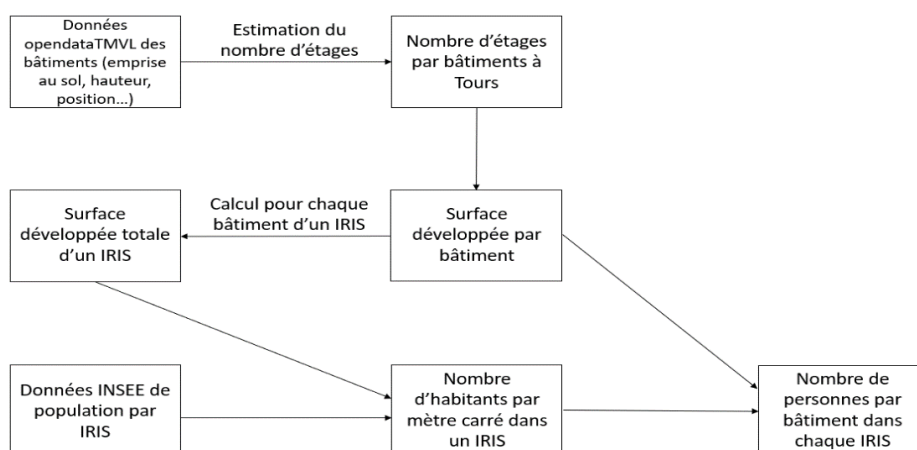 Données
opendataTMVL des
bâtiments (emprise
au sol, hauteur,
position...)
Estimation du
nombre d'étages
Nombre d'étages
par bâtiments à
Tours
Surface
développée totale
d'un IRIS
Calcul pour chaque
bâtiment d'un IRIS
Surface
développée par
bâtiment
Données INSEE de
population par
IRIS
Nombre
d'habitants par
mètre carré dans
un IRIS
Nombre de
personnes par
bâtiment dans
chaque IRIS